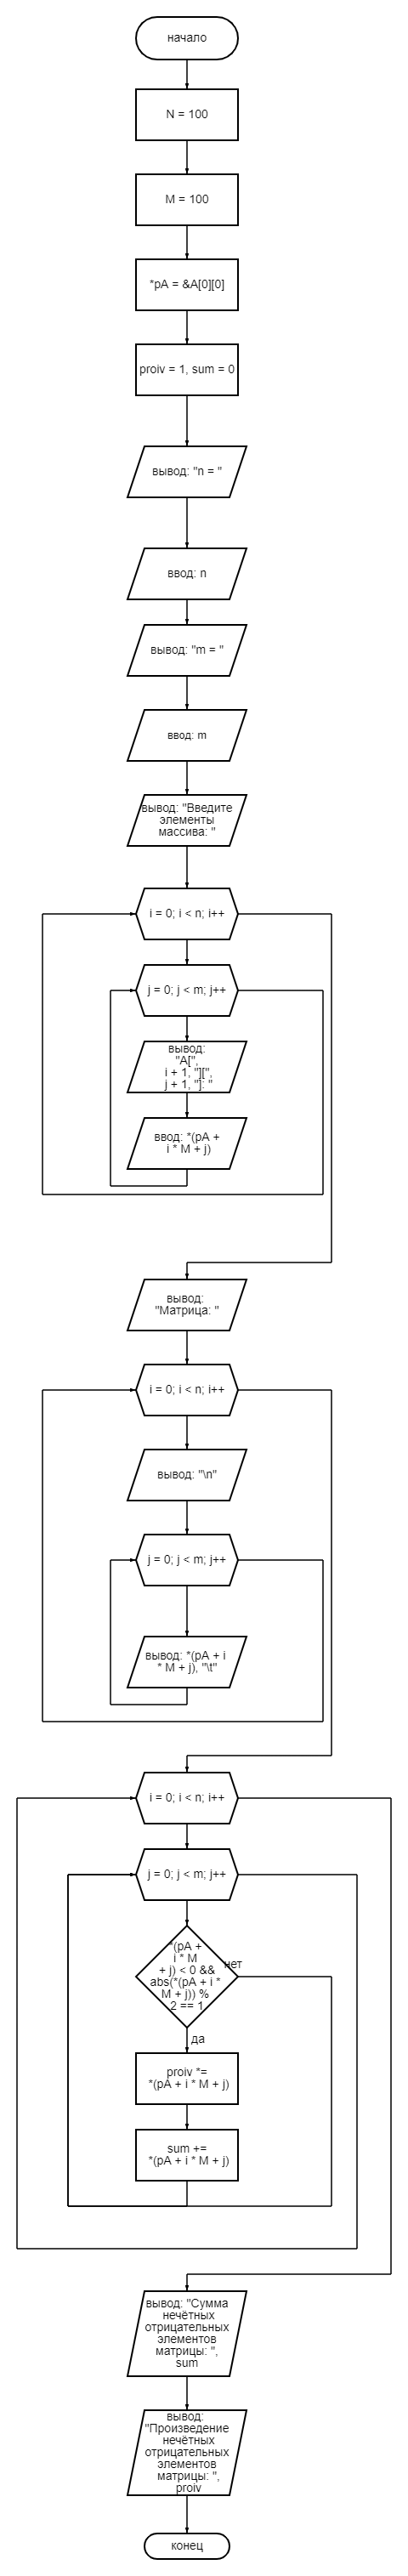 начало
N = 100
M = 100
*pA = &A[0][0]
proiv = 1, sum = 0
вывод: "n = "
ввод: n
вывод: "m = "
ввод: m
вывод: "Введите
элементы
массива: "
i = 0; i < n; i++
j = 0; j < m; j++
вывод:
"A[",
i + 1, "][",
j + 1, "]: "
ввод: *(pA +
i * M + j)
вывод:
"Матрица: "
i = 0; i < n; i++
вывод: "\n"
j = 0; j < m; j++
вывод: *(pA + i
* M + j), "\t"
i = 0; i < n; i++
j = 0; j < m; j++
*(pA +
i * M
+ j) < 0 &&
abs(*(pA + i *
M + j)) %
2 == 1
нет
да
proiv *=
*(pA + i * M + j)
sum +=
*(pA + i * M + j)
вывод: "Сумма
нечётных
отрицательных
элементов
матрицы: ",
sum
вывод:
"Произведение
нечётных
отрицательных
элементов
матрицы: ",
proiv
конец